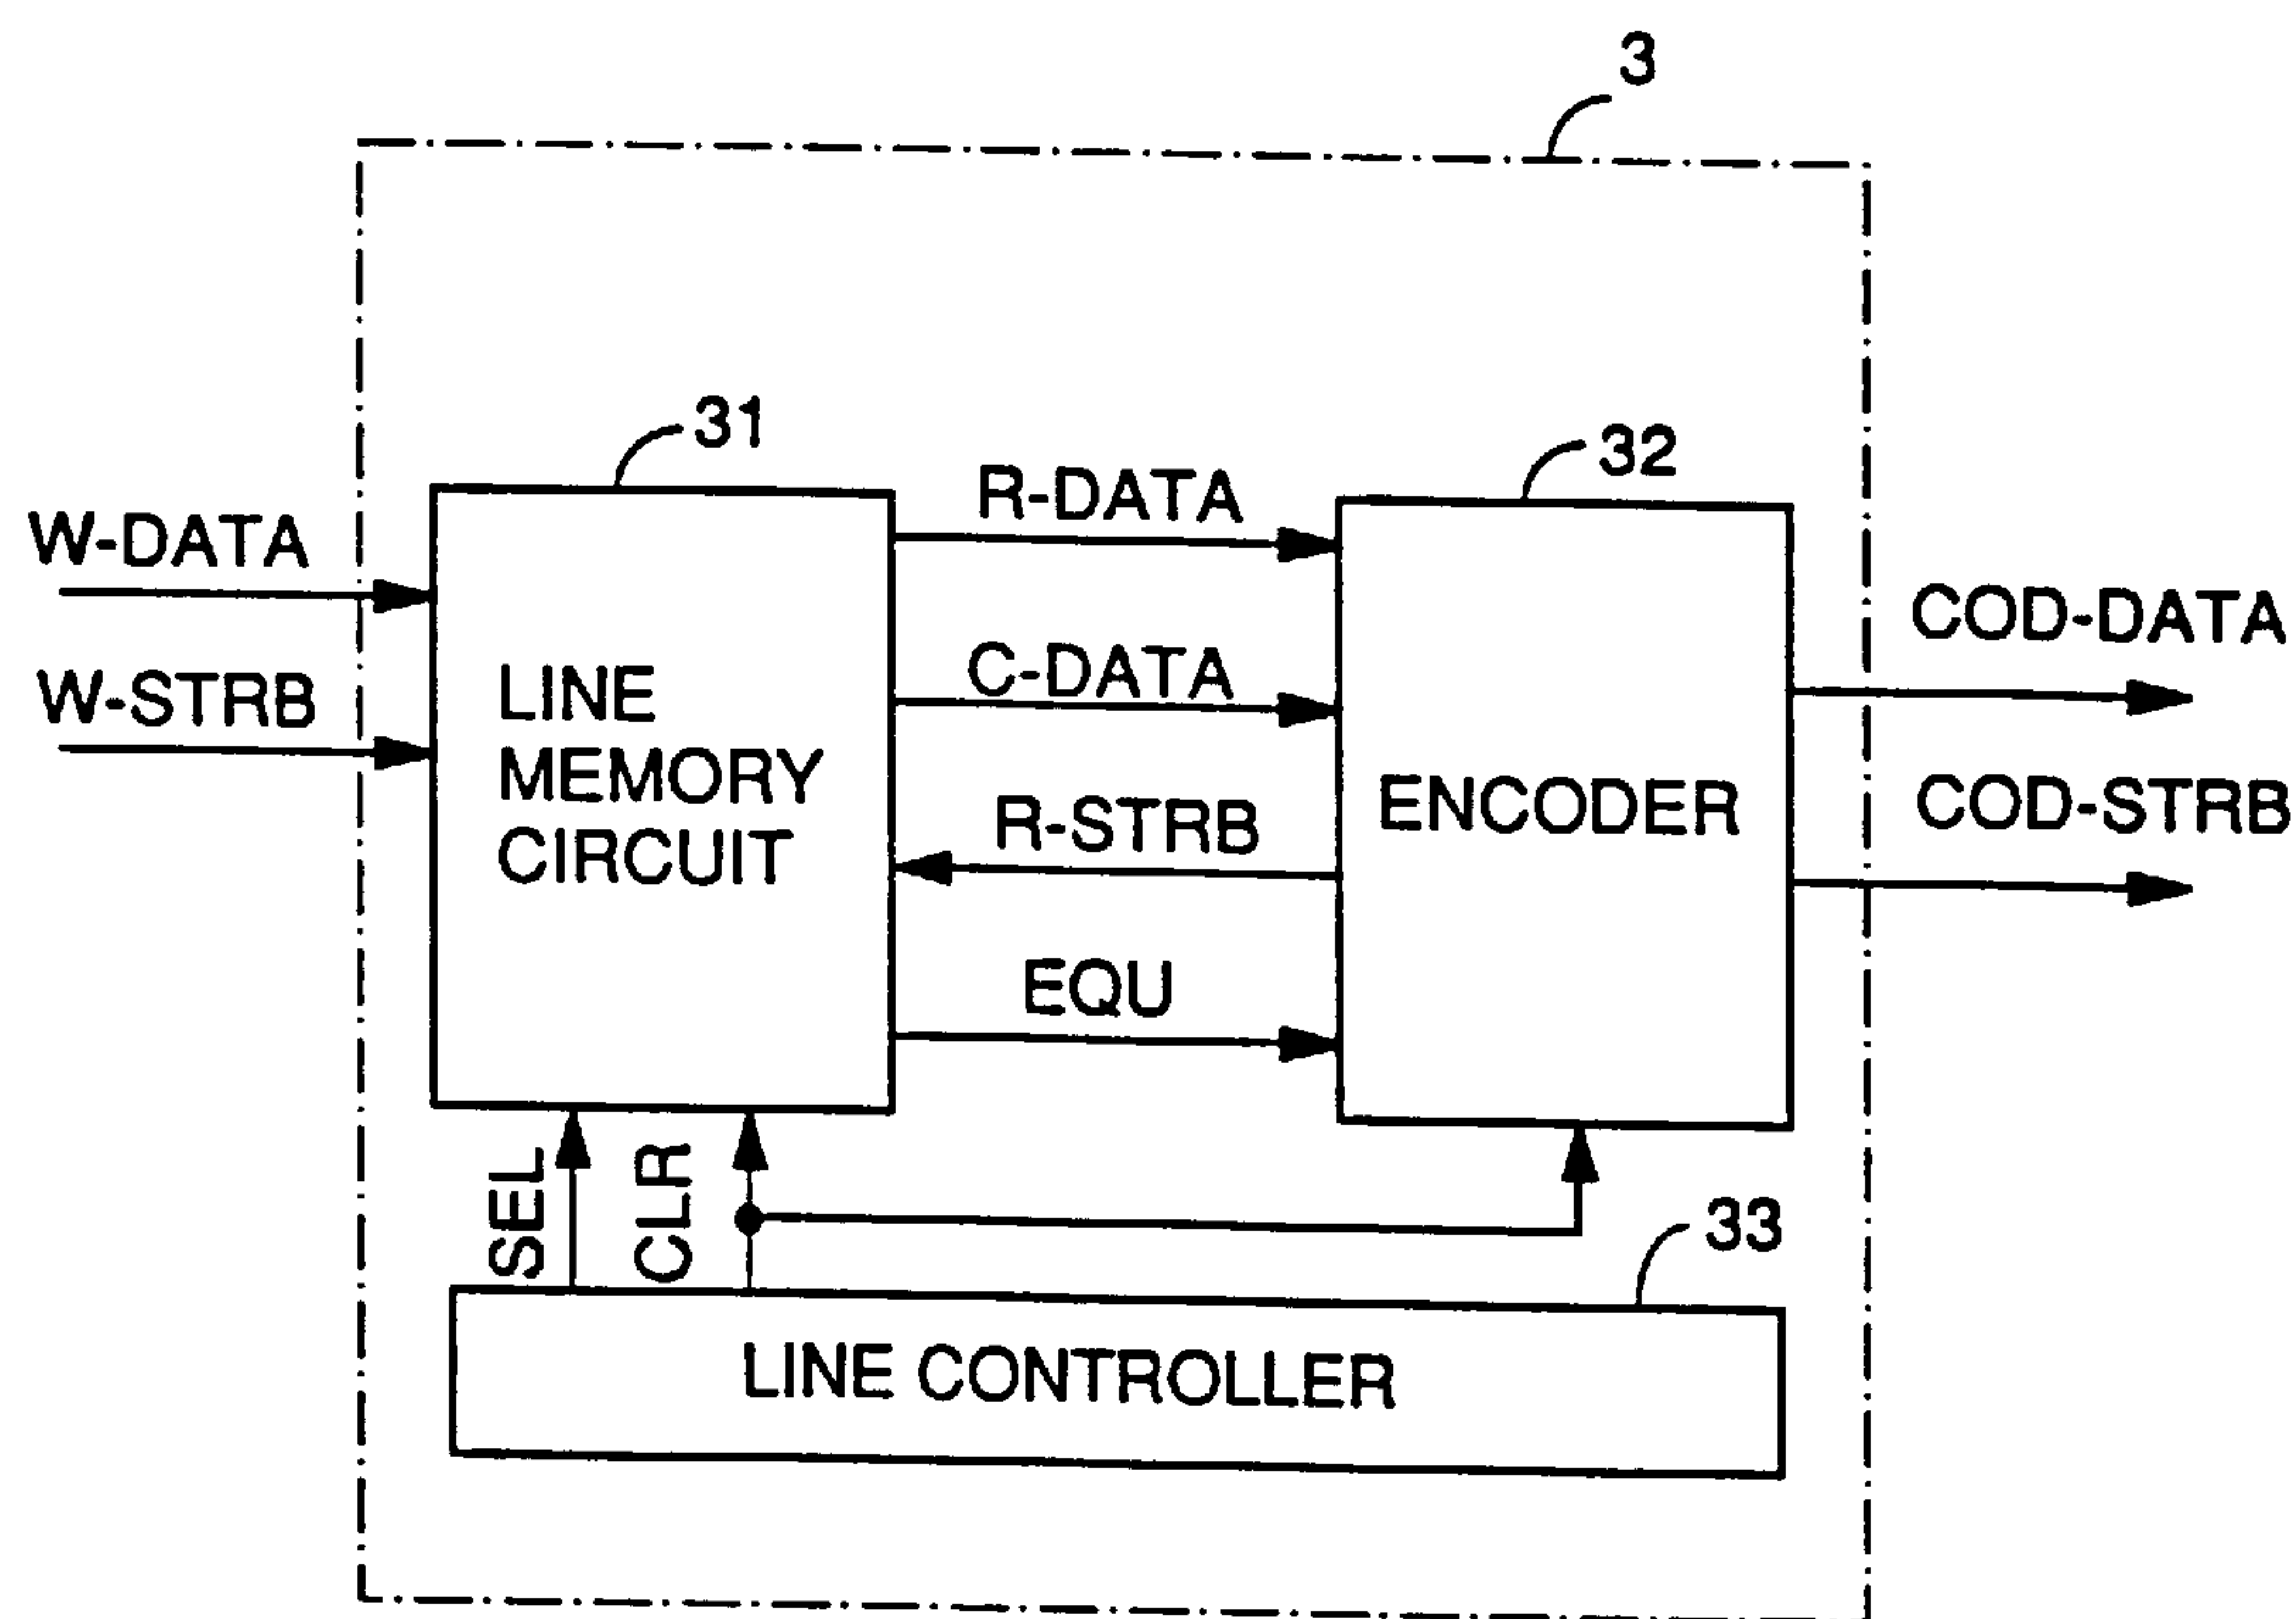 3
31
32
R-DATA
W-DATA
COD-DATA
C-DATA
W-STRB
LINE
MEMORY
CIRCUIT
R-STRB
ENCODER
COD-STRB
EQU
SEL
CLR
33
LINE CONTROLLER